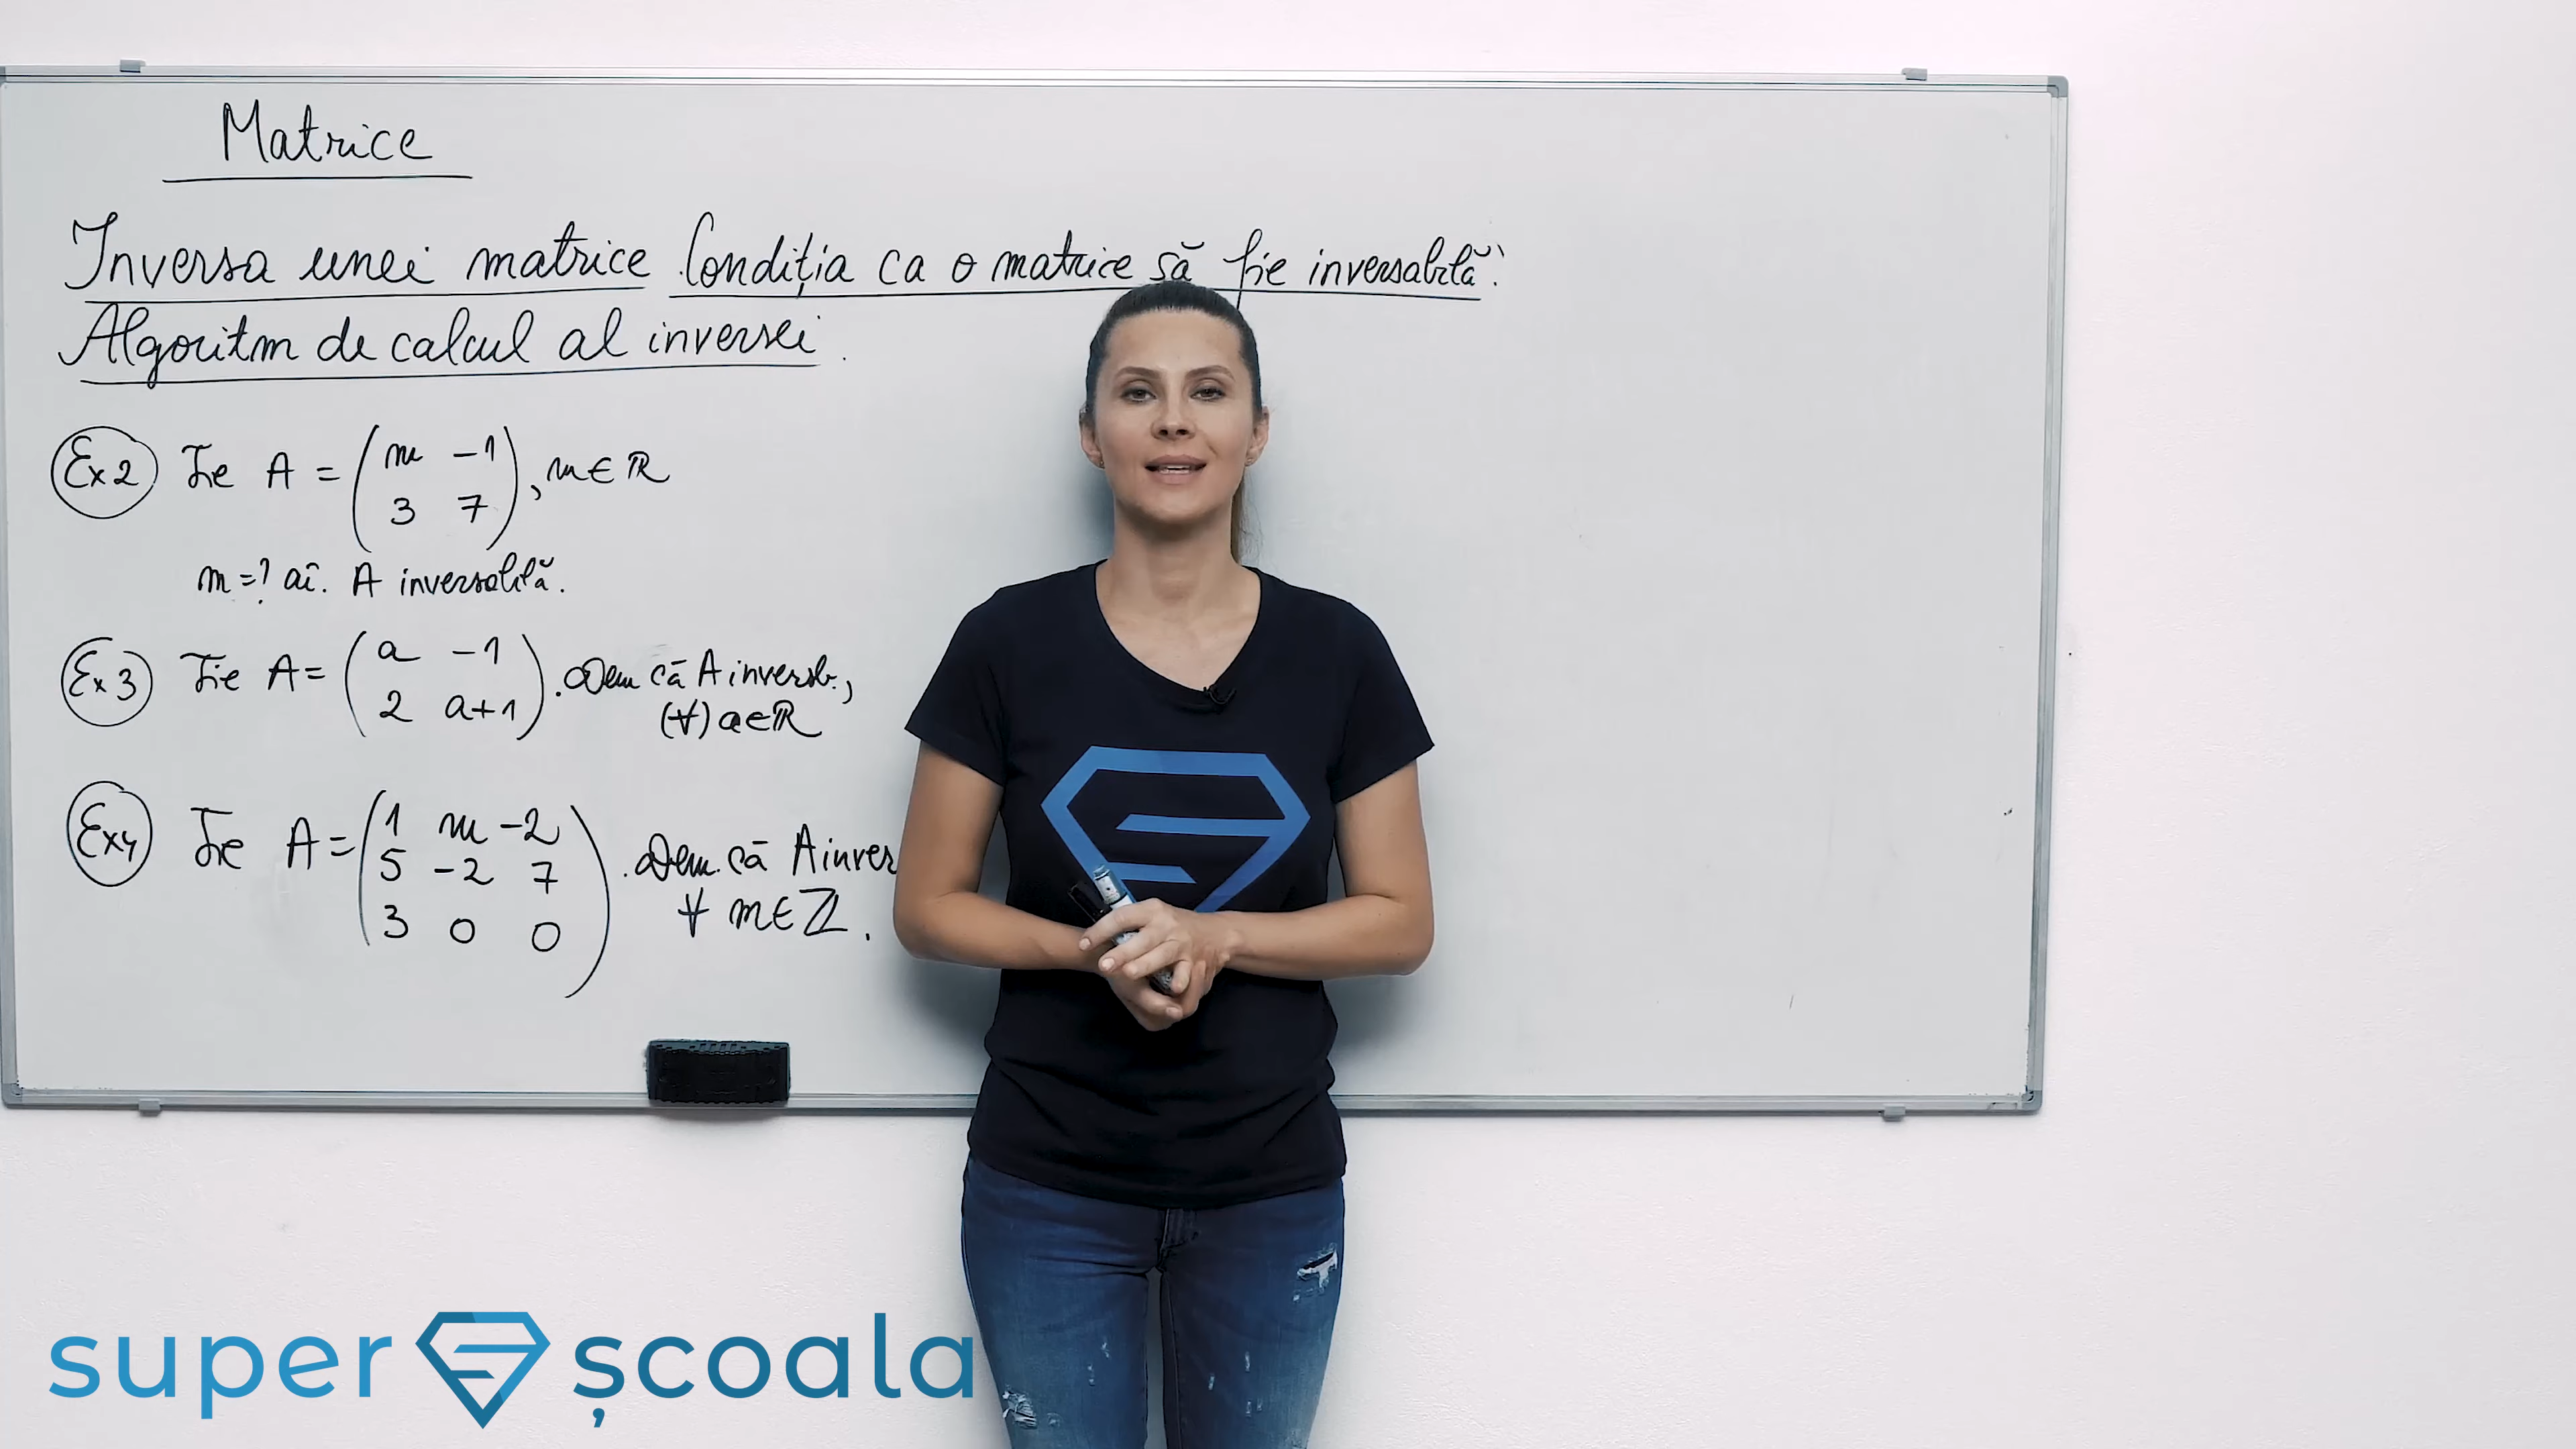 Matrice
Inversa unei matrice Condiția ca o matrice să fie inversabilă.
Algoritm de calcul al inversei.
Ex2 Fie A = (m -1), m∈ℝ
3 7
m=? aî. A inversabilă.
Ex3 Fie A= (a -1). Dem că A inversb.,
2 a+1 (∀) a∈ℝ
Ex4 Fie A= (1 m -2
5 -2 7). Dem. că A inver
3 0 0 ∀ m∈ℤ.
super școala